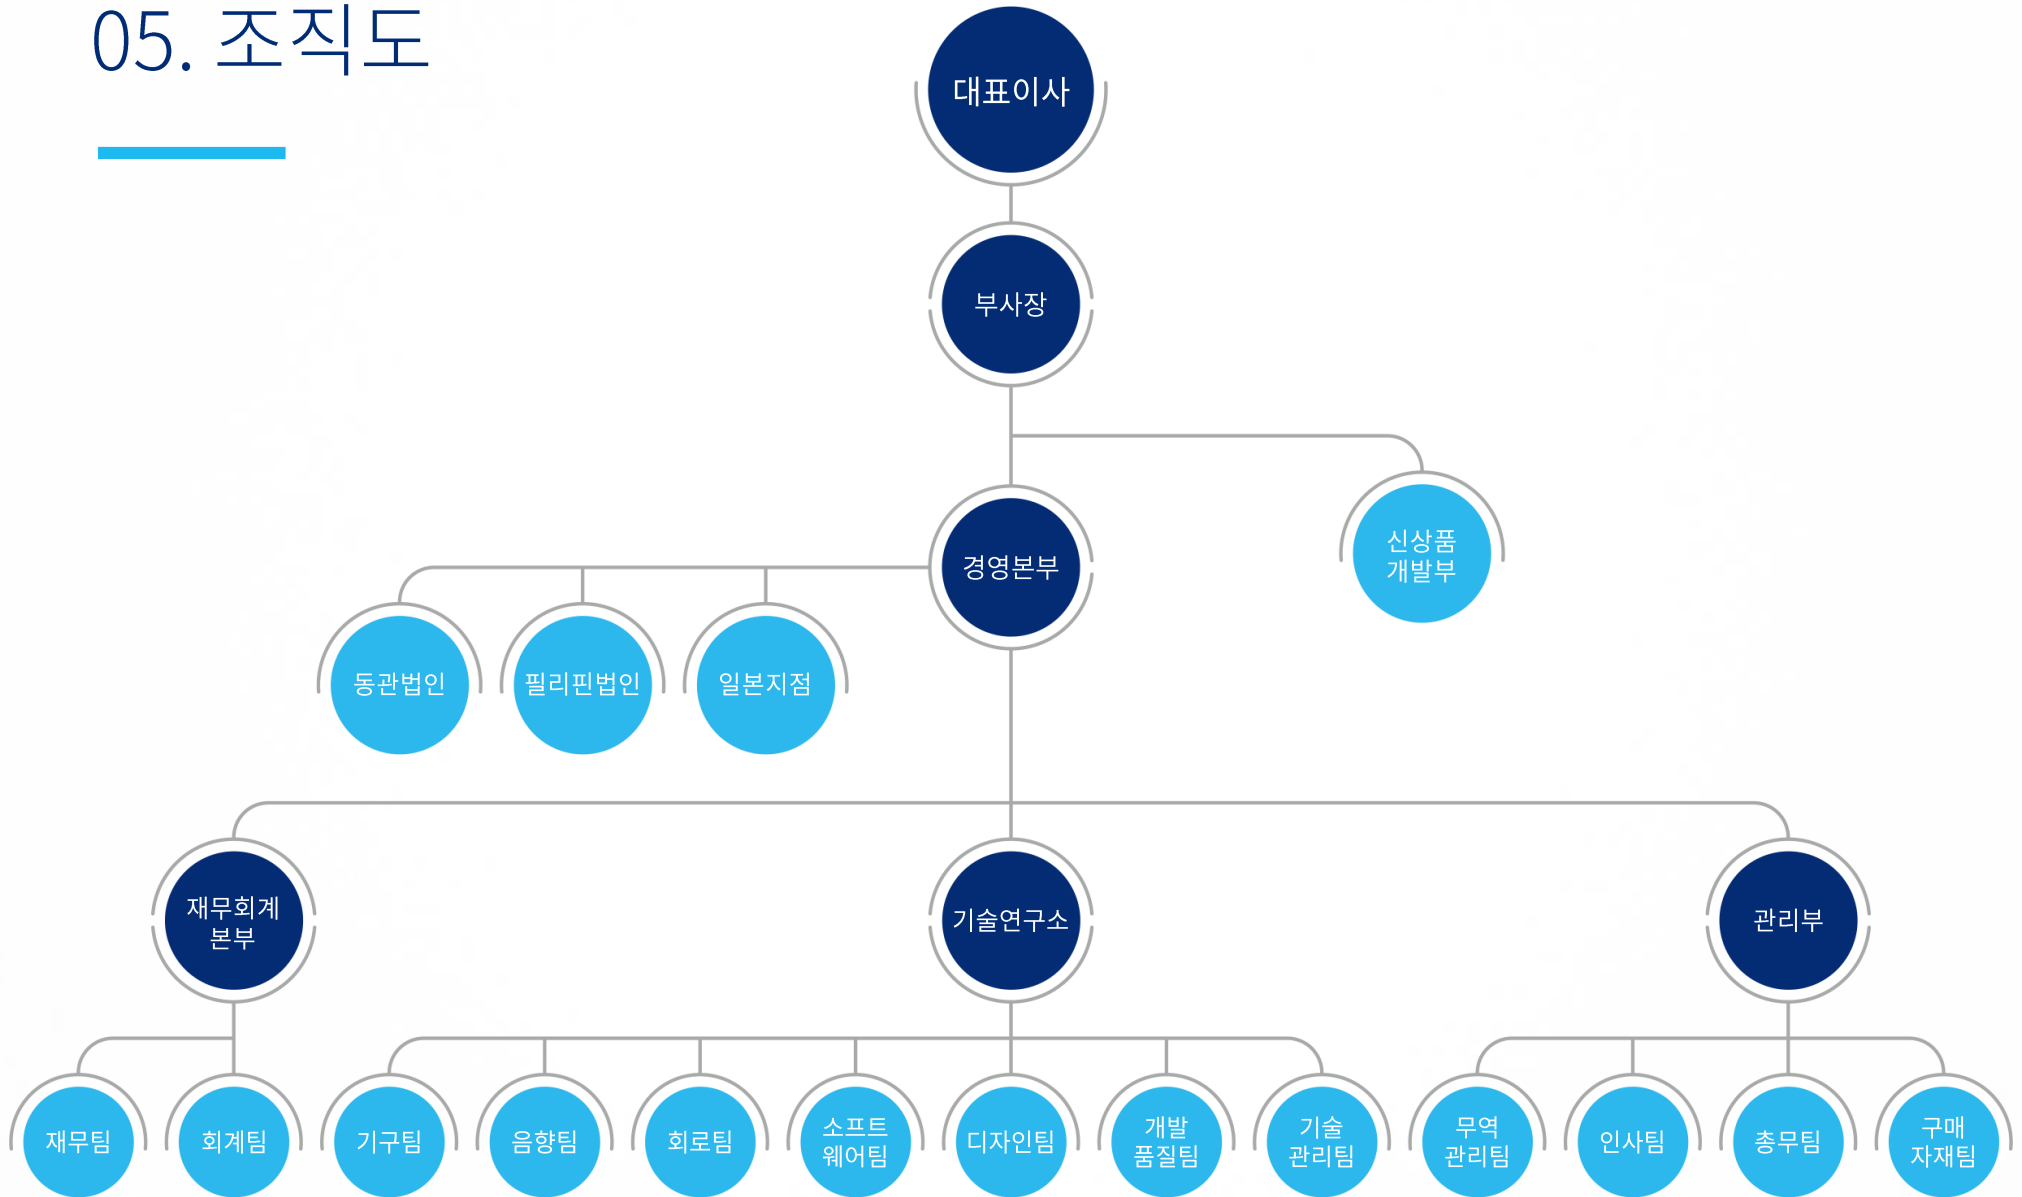 05. 조직도
대표이사
부사장
경영본부
신상품
개발부
동관법인
필리핀법인
일본지점
재무회계
본부
기술연구소
관리부
재무팀
회계팀
기구팀
음향팀
회로팀
소프트
웨어팀
디자인팀
개발
품질팀
기술
관리팀
무역
관리팀
인사팀
총무팀
구매
자재팀